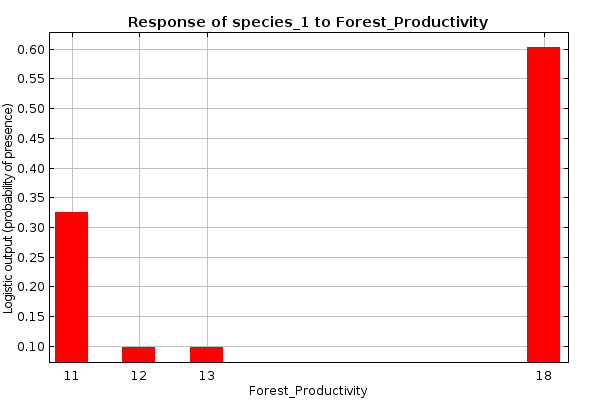 Response of species_1 to Forest_Productivity
Logistic output (probability of presence)
0.60
0.55
0.50
0.45
0.40
0.35
0.30
0.25
0.20
0.15
0.10
11 12 13 18
Forest_Productivity